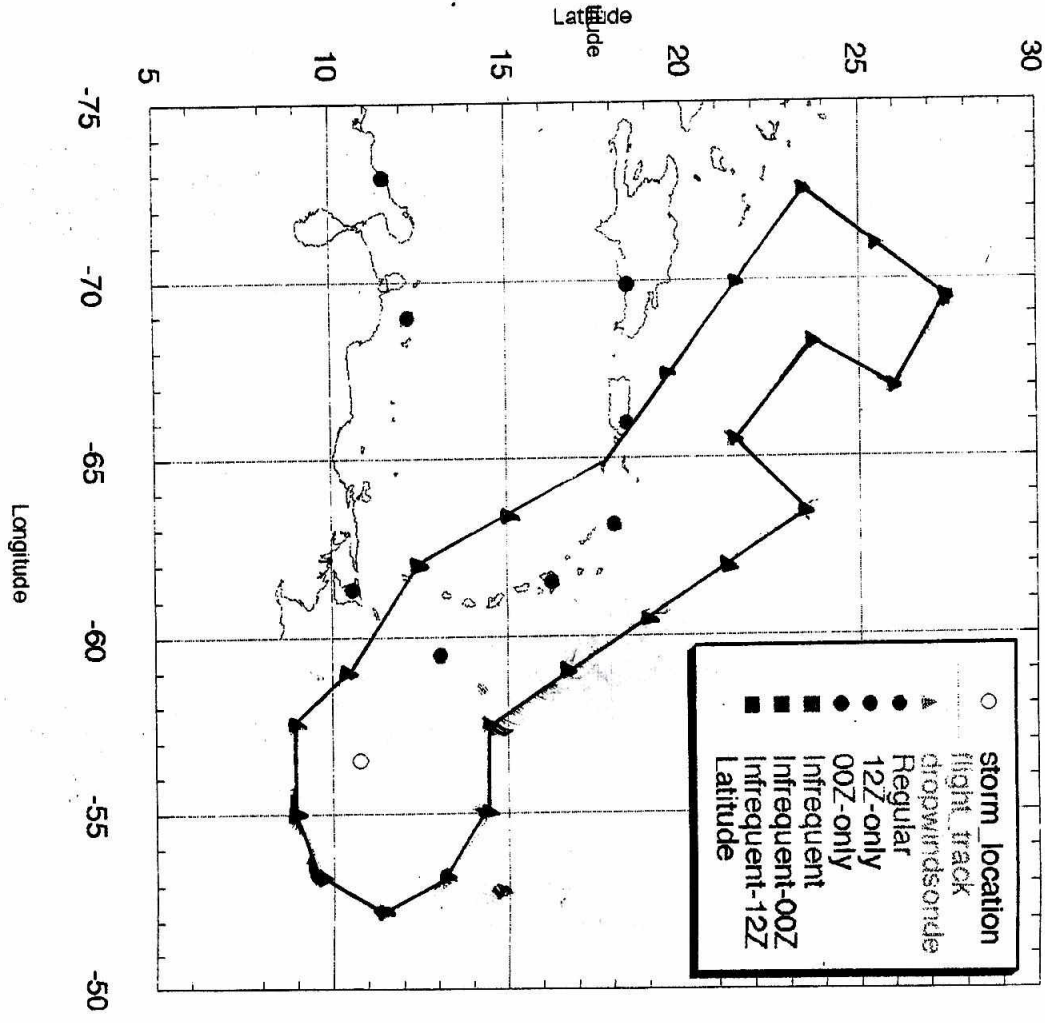 Latitude
Latitude
30
25
20
15
10
5
-75
-70
-65
-60
-55
-50
Longitude
storm_location
flight_track
dropwindsonde
Regular
12Z-only
00Z-only
Infrequent
Infrequent-00Z
Infrequent-12Z
Latitude